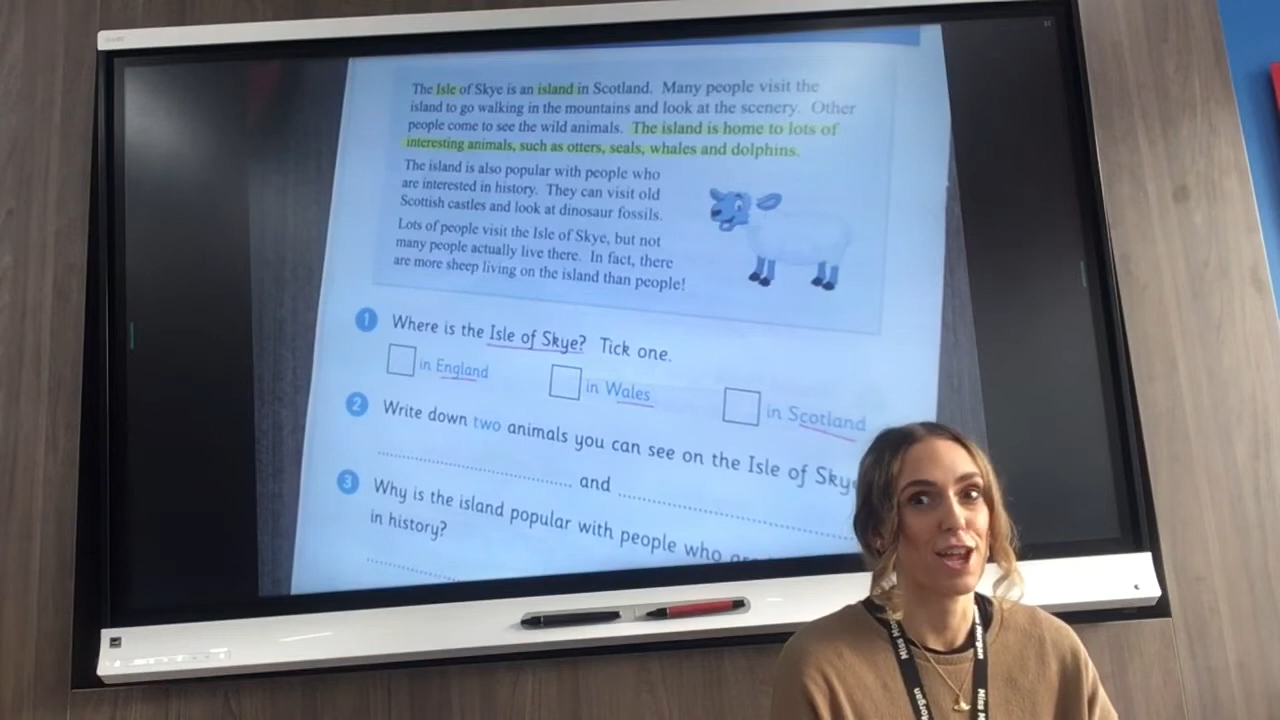 The Isle of Skye is an island in Scotland. Many people visit the
island to go walking in the mountains and look at the scenery. Other
people come to see the wild animals. The island is home to lots of
interesting animals, such as otters, seals, whales and dolphins.
The island is also popular with people who
are interested in history. They can visit old
Scottish castles and look at dinosaur fossils.
Lots of people visit the Isle of Skye, but not
many people actually live there. In fact, there
are more sheep living on the island than people!
1 Where is the Isle of Skye? Tick one.
in England in Wales in Scotland
2 Write down two animals you can see on the Isle of Skye
and
3 Why is the island popular with people who
in history?
Miss Morgan
Miss